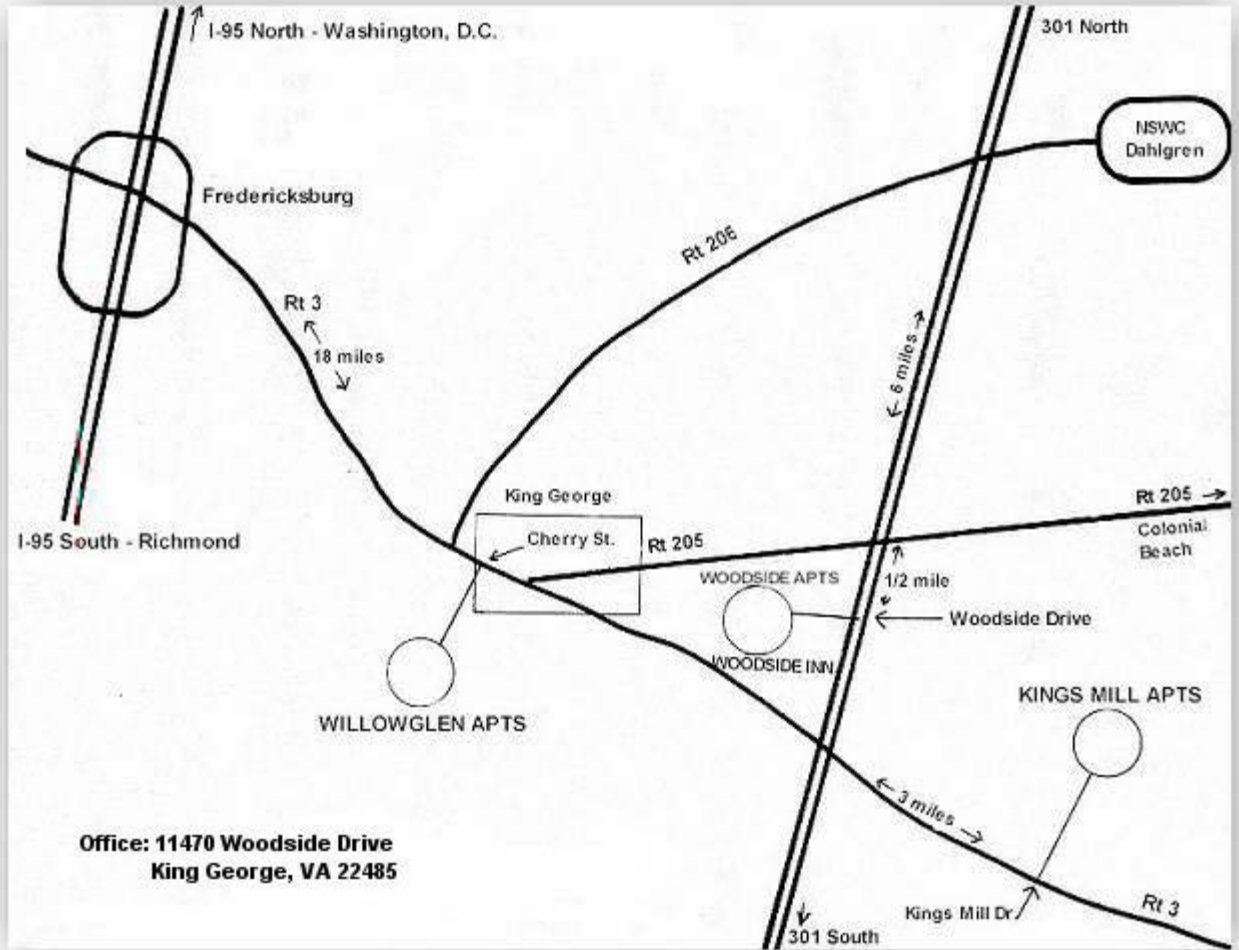 I-95 North - Washington, D.C.
301 North
NSWC
Dahlgren
Fredericksburg
Rt 206
Rt 3
18 miles
6 miles
King George
Rt 205
Colonial
Beach
I-95 South - Richmond
Cherry St.
Rt 205
WOODSIDE APTS
1/2 mile
Woodside Drive
WOODSIDE INN
WILLOWGLEN APTS
KINGS MILL APTS
3 miles
Office: 11470 Woodside Drive
King George, VA 22485
Kings Mill Dr
Rt 3
301 South